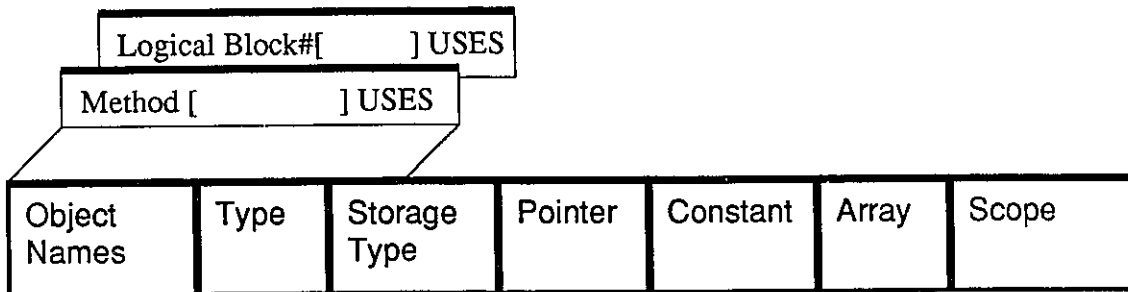 Logical Block#[ ] USES
Method [ ] USES
Object Names
Type
Storage Type
Pointer
Constant
Array
Scope